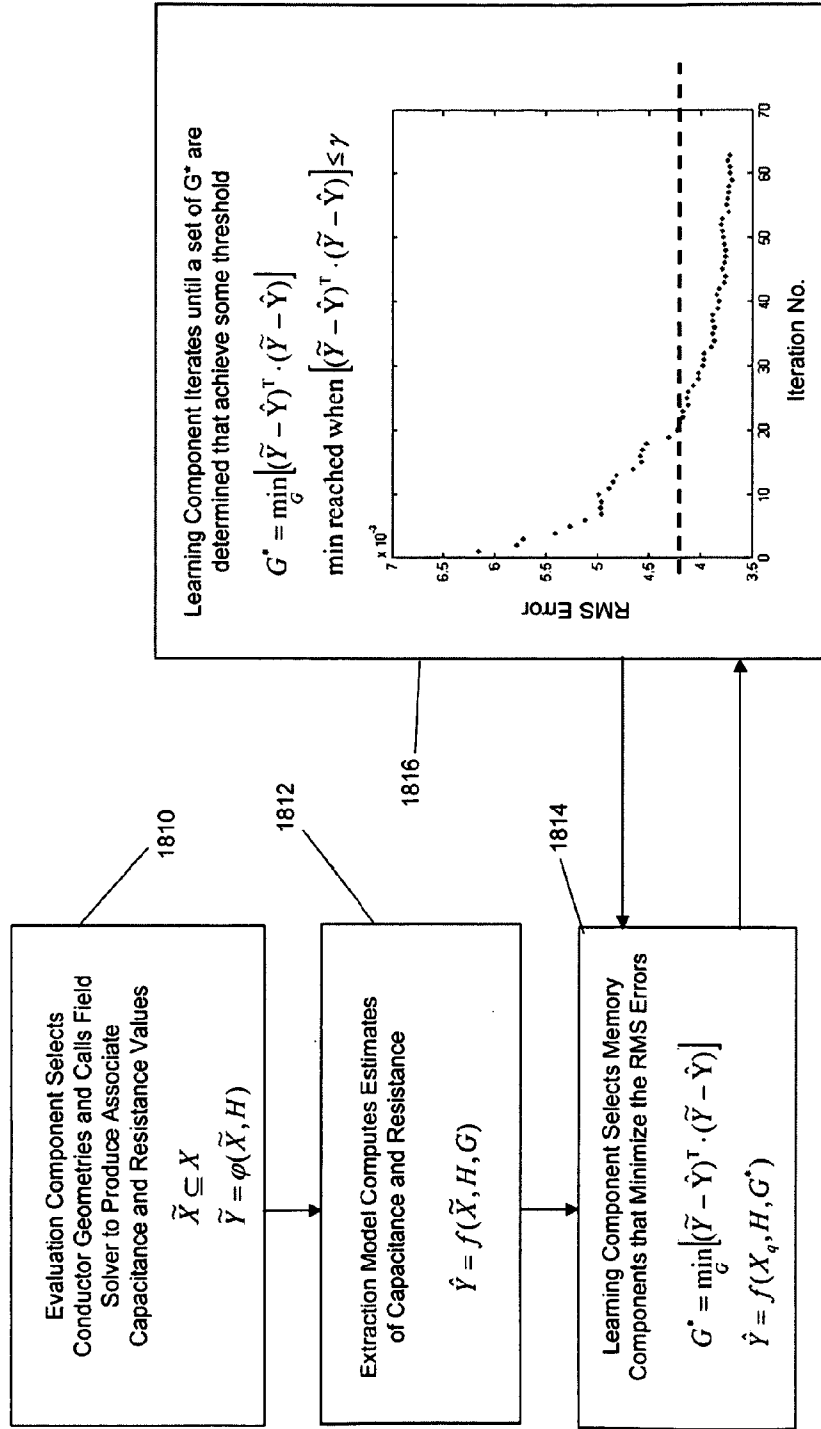 Evaluation Component Selects
Conductor Geometries and Calls Field
Solver to Produce Associate
Capacitance and Resistance Values
X̃ ⊆ X
Ỹ = φ(X̃, H)
1810
Extraction Model Computes Estimates
of Capacitance and Resistance
Ŷ = f(X̃, H, G)
1812
Learning Component Selects Memory
Components that Minimize the RMS Errors
G* = min_G [(Ỹ − Ŷ)ᵀ · (Ỹ − Ŷ)]
Ŷ = f(X_q, H, G*)
1814
Learning Component Iterates until a set of G* are
determined that achieve some threshold
G* = min_G [(Ỹ − Ŷ)ᵀ · (Ỹ − Ŷ)]
min reached when [(Ỹ − Ŷ)ᵀ · (Ỹ − Ŷ)] ≤ γ
x 10⁻³
7
6.5
6
5.5
5
4.5
4
3.5
RMS Error
0 10 20 30 40 50 60 70
Iteration No.
1816